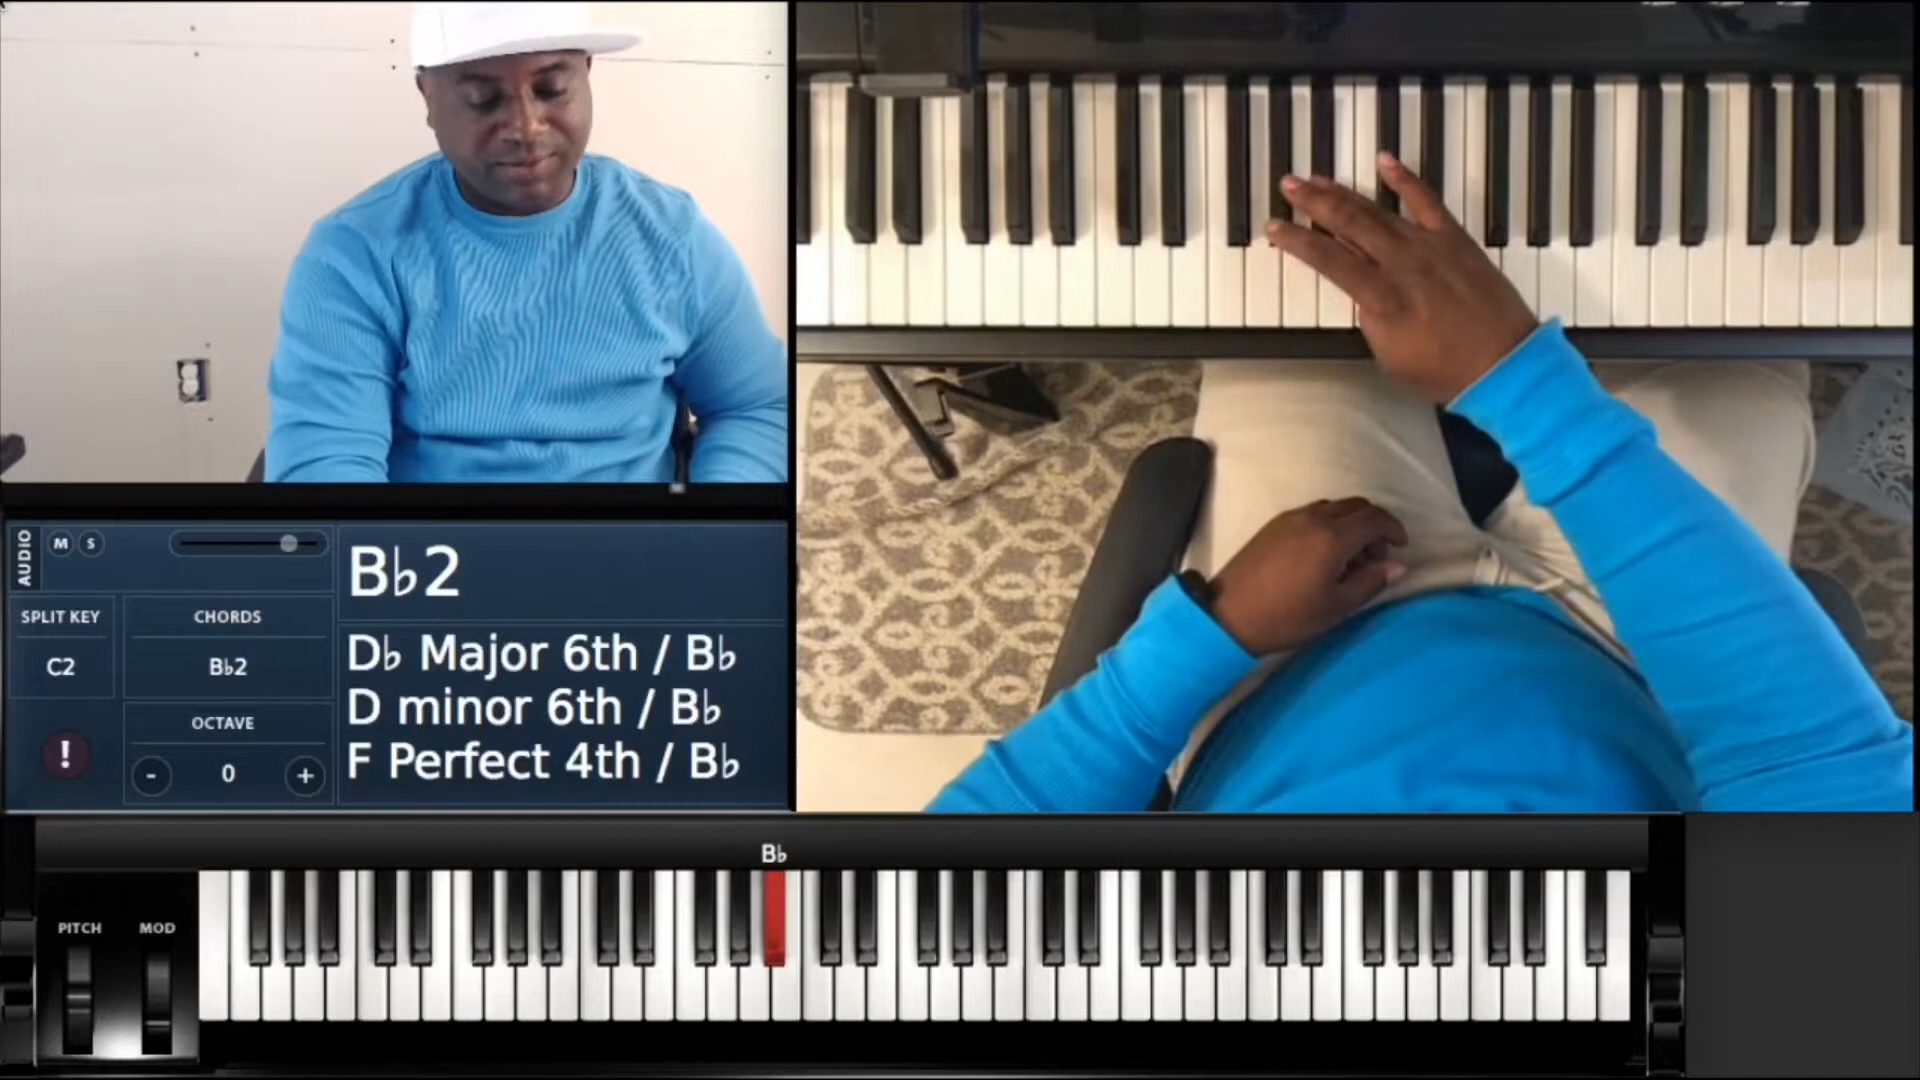 AUDIO
M S
B♭2
SPLIT KEY
C2
CHORDS
B♭2
OCTAVE
- 0 +
!
D♭ Major 6th / B♭
D minor 6th / B♭
F Perfect 4th / B♭
B♭
PITCH MOD